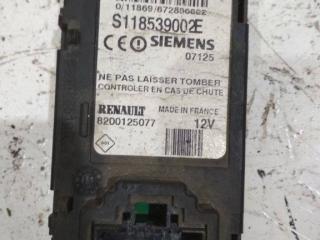 S118539002E
CE SIEMENS
07125
NE PAS LAISSER TOMBER
CONTROLER EN CAS DE CHUTE
RENAULT MADE IN FRANCE
8200125077 12V